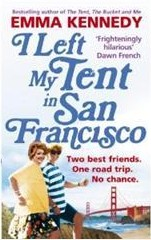 Bestselling author of The Tent, The Bucket and Me
EMMA KENNEDY
I Left
My Tent
in San
Francisco
'Frighteningly
hilarious'
Dawn French
Two best friends.
One road trip.
No chance.